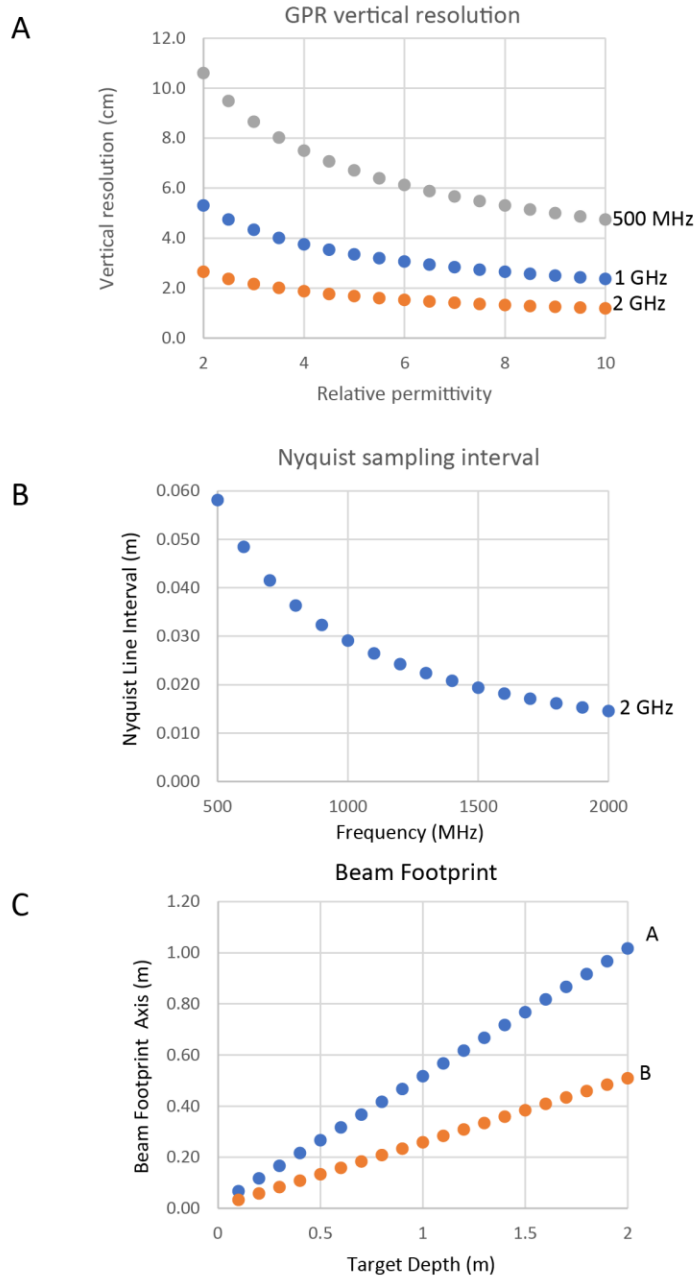 A
GPR vertical resolution
Vertical resolution (cm)
12.0
10.0
8.0
6.0
4.0
2.0
0.0
500 MHz
1 GHz
2 GHz
2 4 6 8 10
Relative permittivity
B
Nyquist sampling interval
Nyquist Line Interval (m)
0.060
0.050
0.040
0.030
0.020
0.010
0.000
2 GHz
500 1000 1500 2000
Frequency (MHz)
C
Beam Footprint
Beam Footprint Axis (m)
1.20
1.00
0.80
0.60
0.40
0.20
0.00
A
B
0 0.5 1 1.5 2
Target Depth (m)